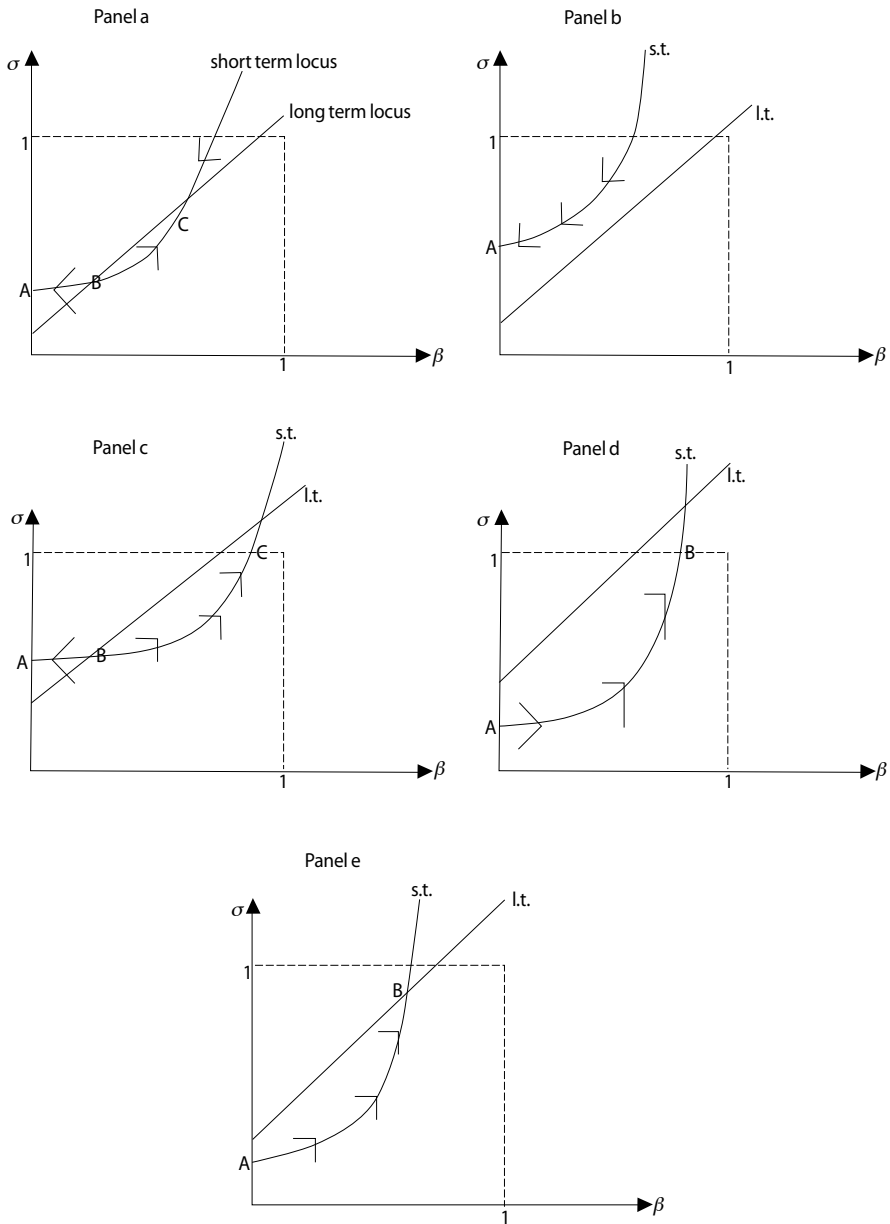 Panel a
σ
short term locus
long term locus
1
C
A
B
1
β
Panel b
σ
s.t.
l.t.
1
A
1
β
Panel c
s.t.
l.t.
σ
1
C
A
B
1
β
Panel d
s.t.
l.t.
σ
1
B
A
1
β
Panel e
s.t.
l.t.
σ
1
B
A
1
β